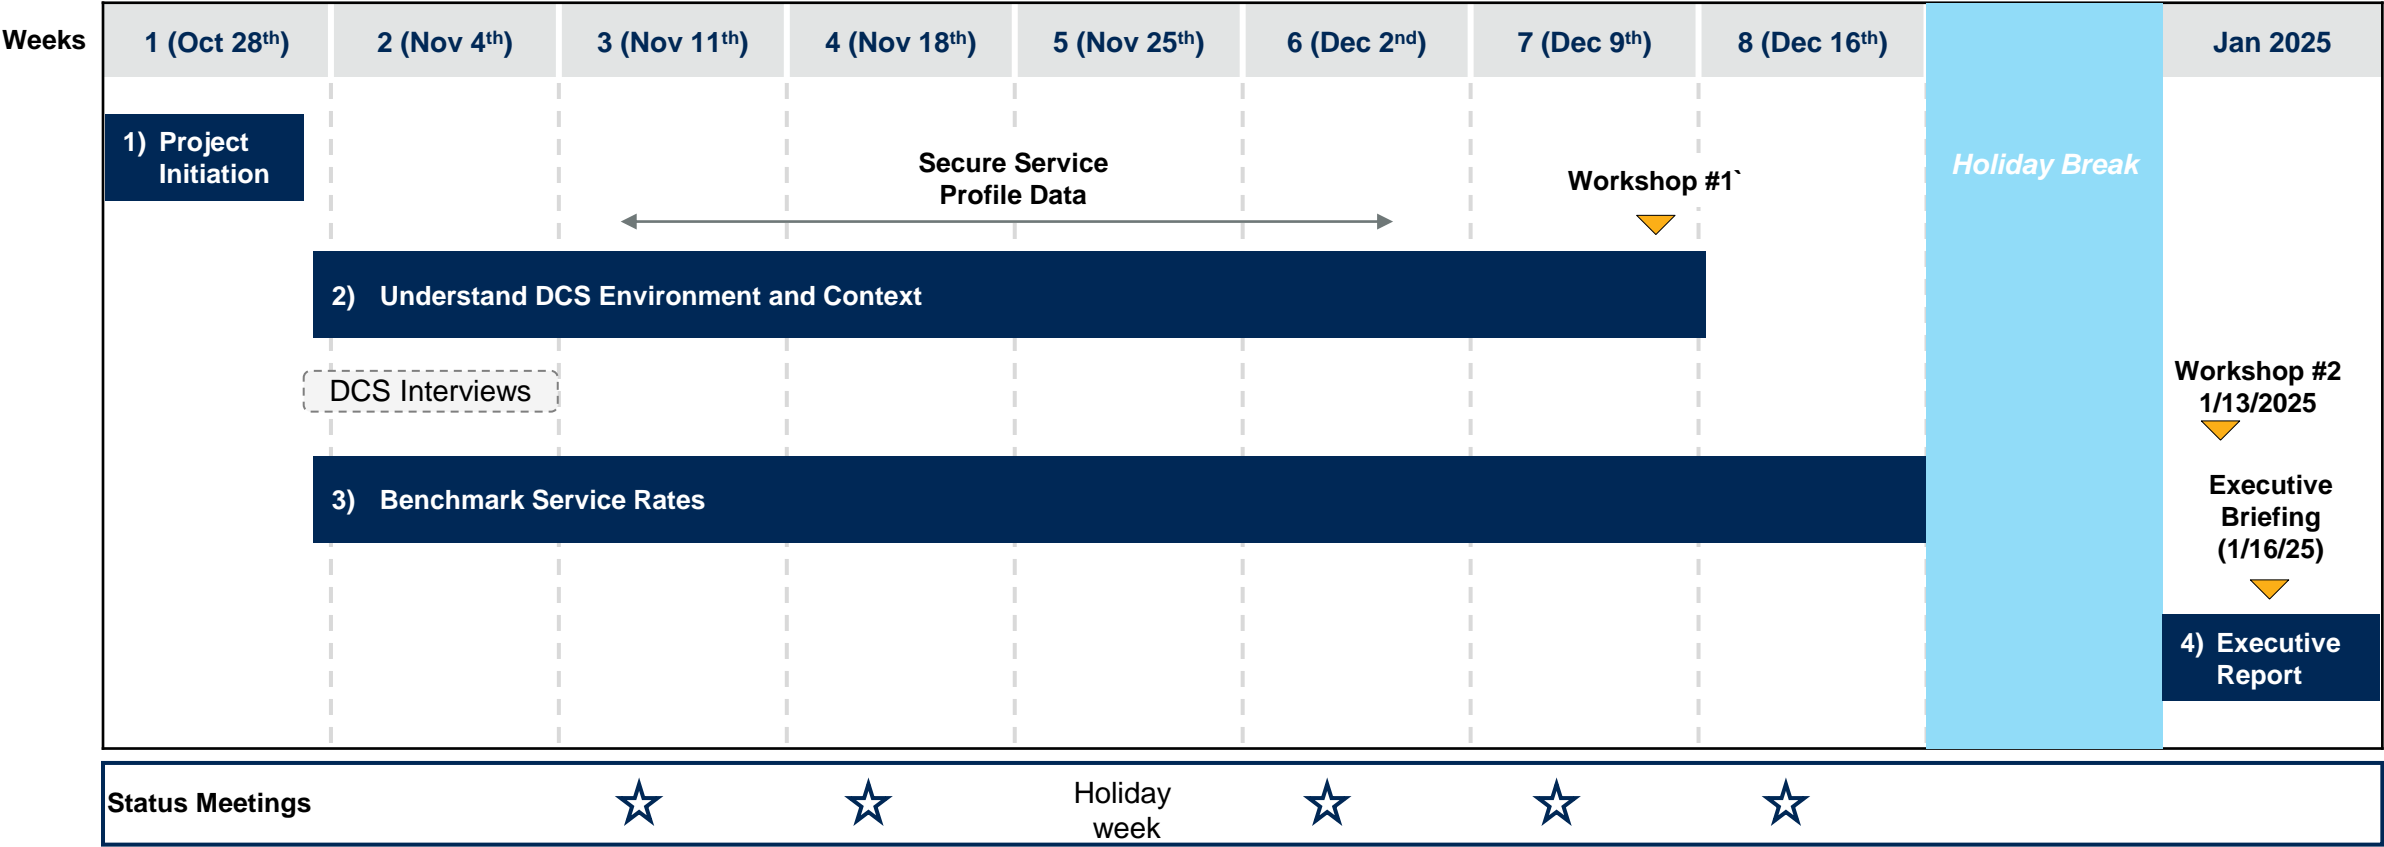 Weeks
1 (Oct 28th)
2 (Nov 4th)
3 (Nov 11th)
4 (Nov 18th)
5 (Nov 25th)
6 (Dec 2nd)
7 (Dec 9th)
8 (Dec 16th)
Jan 2025
1) Project
Initiation
Secure Service
Profile Data
Workshop #1`
Holiday Break
2) Understand DCS Environment and Context
DCS Interviews
Workshop #2
1/13/2025
3) Benchmark Service Rates
Executive
Briefing
(1/16/25)
4) Executive
Report
Status Meetings
Holiday
week